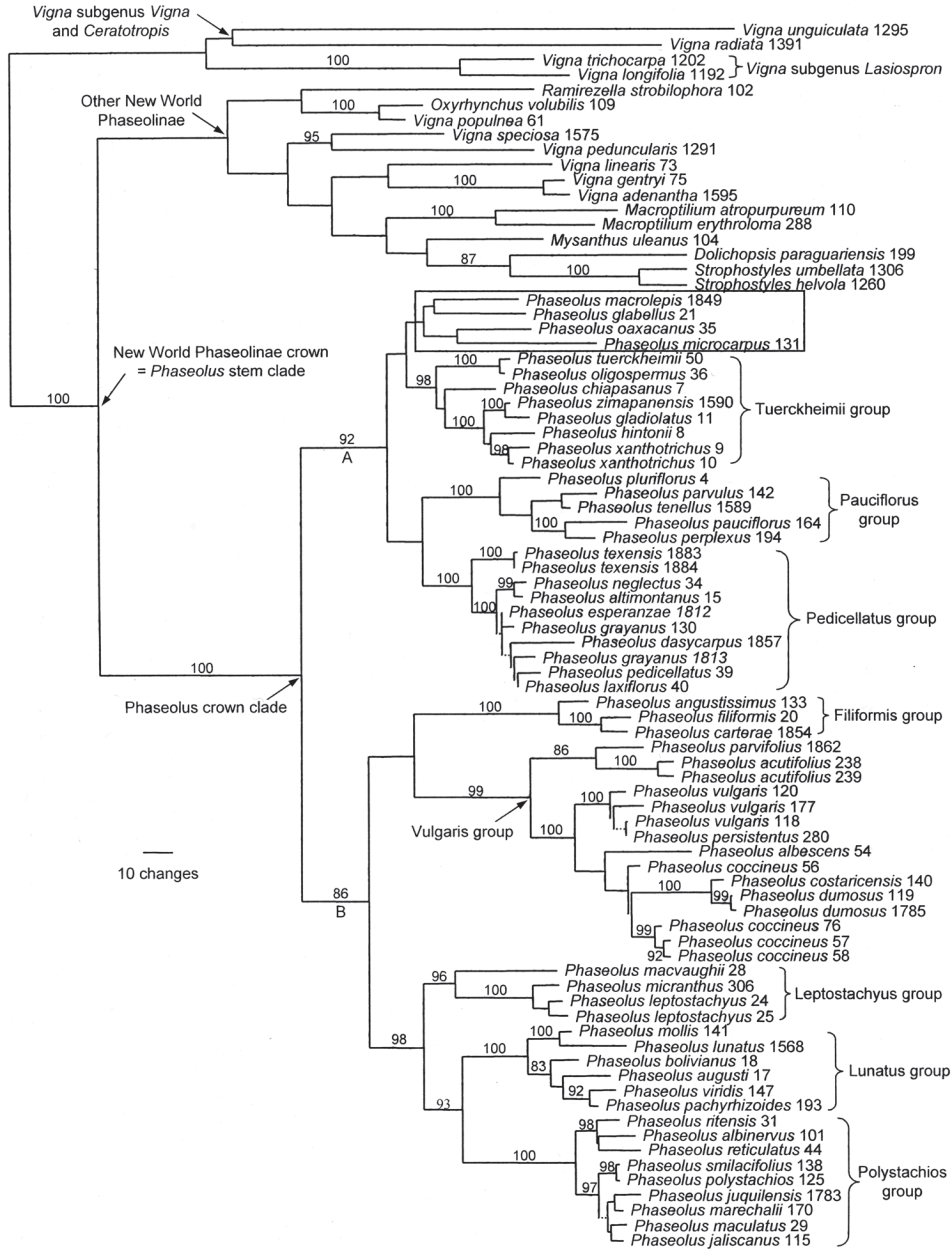 Vigna subgenus Vigna
and Ceratotropis
Vigna unguiculata 1295
Vigna radiata 1391
100
Vigna trichocarpa 1202
Vigna longifolia 1192
Vigna subgenus Lasiospron
Other New World
Phaseolinae
Ramirezella strobilophora 102
100
Oxyrhynchus volubilis 109
Vigna populnea 61
95
Vigna speciosa 1575
Vigna peduncularis 1291
Vigna linearis 73
100
Vigna gentryi 75
Vigna adenantha 1595
100
Macroptilium atropurpureum 110
Macroptilium erythroloma 288
Mysanthus uleanus 104
87
Dolichopsis paraguariensis 199
100
Strophostyles umbellata 1306
Strophostyles helvola 1260
Phaseolus macrolepis 1849
Phaseolus glabellus 21
Phaseolus oaxacanus 35
Phaseolus microcarpus 131
100
New World Phaseolinae crown
= Phaseolus stem clade
92
A
98
100
Phaseolus tuerckheimii 50
Phaseolus oligospermus 36
Phaseolus chiapasanus 7
100
Phaseolus zimapanensis 1590
100
Phaseolus gladiolatus 11
Phaseolus hintonii 8
98
Phaseolus xanthotrichus 9
Phaseolus xanthotrichus 10
Tuerckheimii group
100
Phaseolus pluriflorus 4
Phaseolus parvulus 142
Phaseolus tenellus 1589
100
Phaseolus pauciflorus 164
Phaseolus perplexus 194
Pauciflorus
group
100
100
Phaseolus texensis 1883
Phaseolus texensis 1884
99
Phaseolus neglectus 34
Phaseolus altimontanus 15
100
Phaseolus esperanzae 1812
Phaseolus grayanus 130
Phaseolus dasycarpus 1857
Phaseolus grayanus 1813
Phaseolus pedicellatus 39
Phaseolus laxiflorus 40
Pedicellatus group
100
Phaseolus crown clade
100
Phaseolus angustissimus 133
100
Phaseolus filiformis 20
Phaseolus carterae 1854
Filiformis group
99
Vulgaris group
86
Phaseolus parvifolius 1862
100
Phaseolus acutifolius 238
Phaseolus acutifolius 239
100
100
Phaseolus vulgaris 120
Phaseolus vulgaris 177
Phaseolus vulgaris 118
Phaseolus persistentus 280
Phaseolus albescens 54
Phaseolus coccineus 56
100
Phaseolus costaricensis 140
99
Phaseolus dumosus 119
Phaseolus dumosus 1785
99
Phaseolus coccineus 76
Phaseolus coccineus 57
92
Phaseolus coccineus 58
10 changes
86
B
98
96
Phaseolus macvaughii 28
100
Phaseolus micranthus 306
Phaseolus leptostachyus 24
Phaseolus leptostachyus 25
Leptostachyus group
93
100
100
Phaseolus mollis 141
Phaseolus lunatus 1568
83
Phaseolus bolivianus 18
Phaseolus augusti 17
92
Phaseolus viridis 147
Phaseolus pachyrhizoides 193
Lunatus group
100
98
Phaseolus ritensis 31
Phaseolus albinervus 101
Phaseolus reticulatus 44
97
98
Phaseolus smilacifolius 138
Phaseolus polystachios 125
Phaseolus juquilensis 1783
Phaseolus marechalii 170
Phaseolus maculatus 29
Phaseolus jaliscanus 115
Polystachios
group